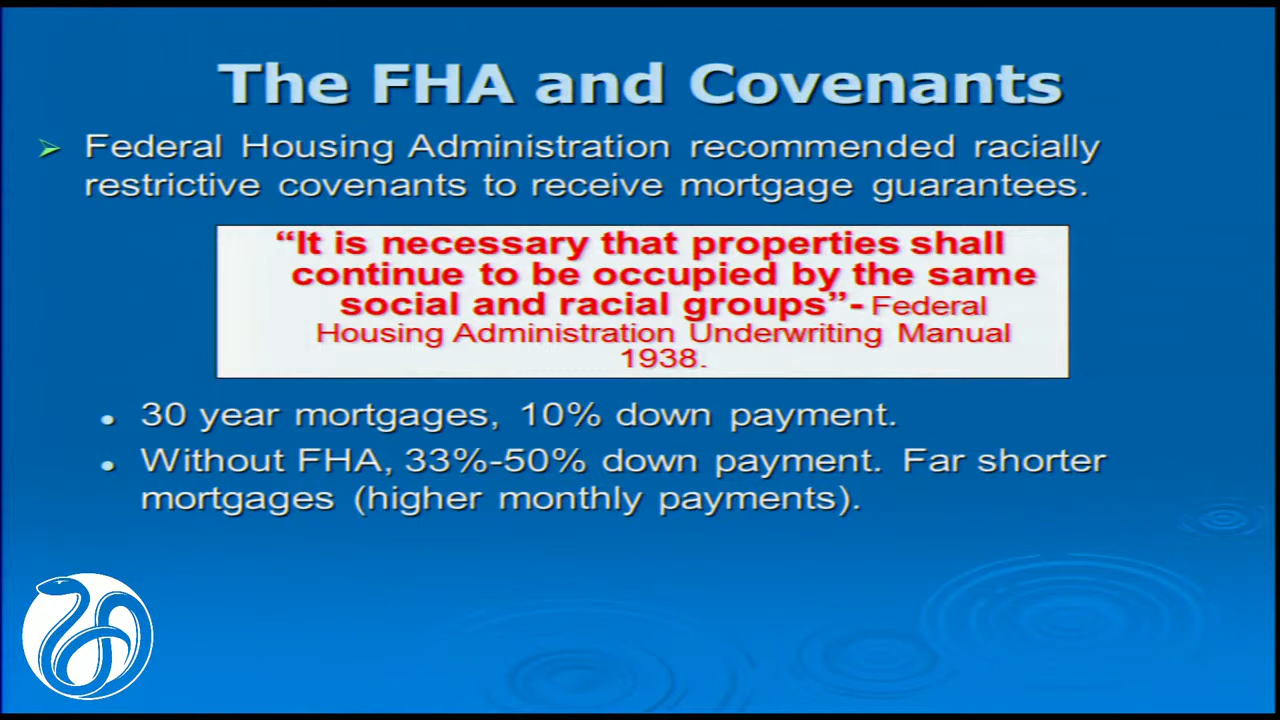 The FHA and Covenants
Federal Housing Administration recommended racially
restrictive covenants to receive mortgage guarantees.
“It is necessary that properties shall
continue to be occupied by the same
social and racial groups”- Federal
Housing Administration Underwriting Manual
1938.
30 year mortgages, 10% down payment.
Without FHA, 33%-50% down payment. Far shorter
mortgages (higher monthly payments).